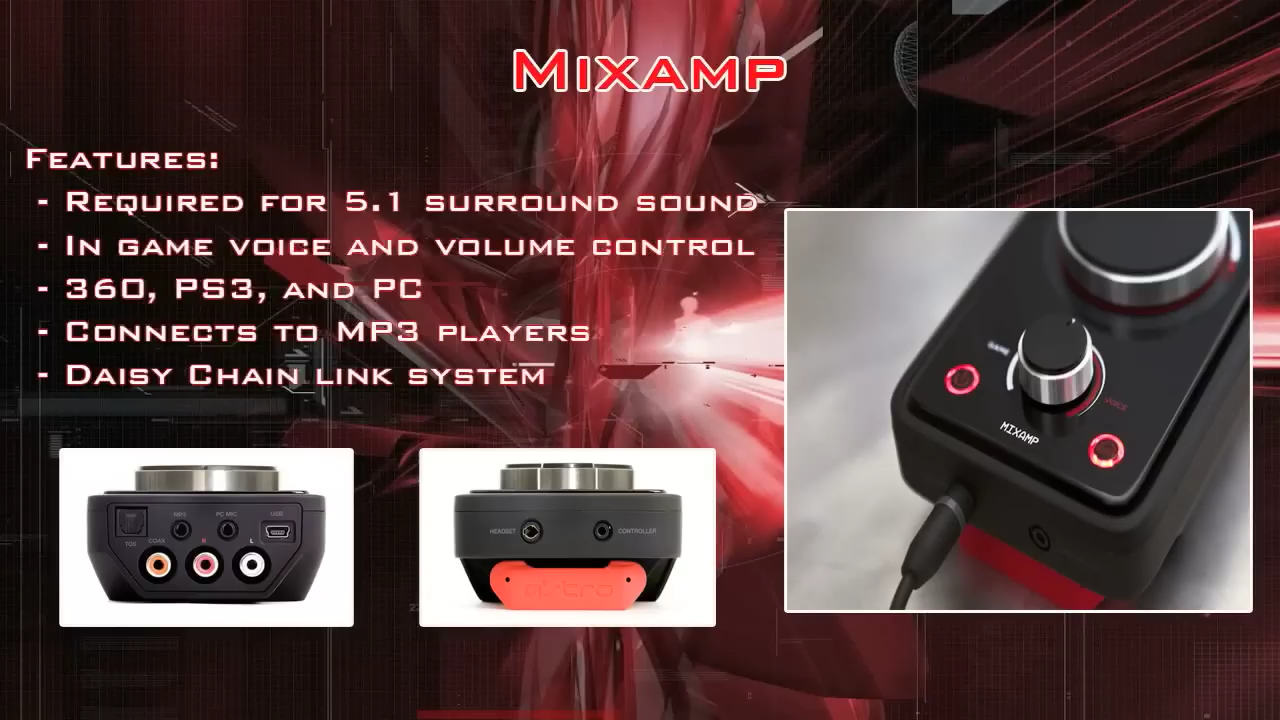 Mixamp
Features:
- Required for 5.1 surround sound
- In game voice and volume control
- 360, PS3, and PC
- Connects to MP3 players
- Daisy Chain link system
MP3 PC MIC USB
TOS COAX R L
HEADSET CONTROLLER
astro
GAME
VOICE
MIXAMP